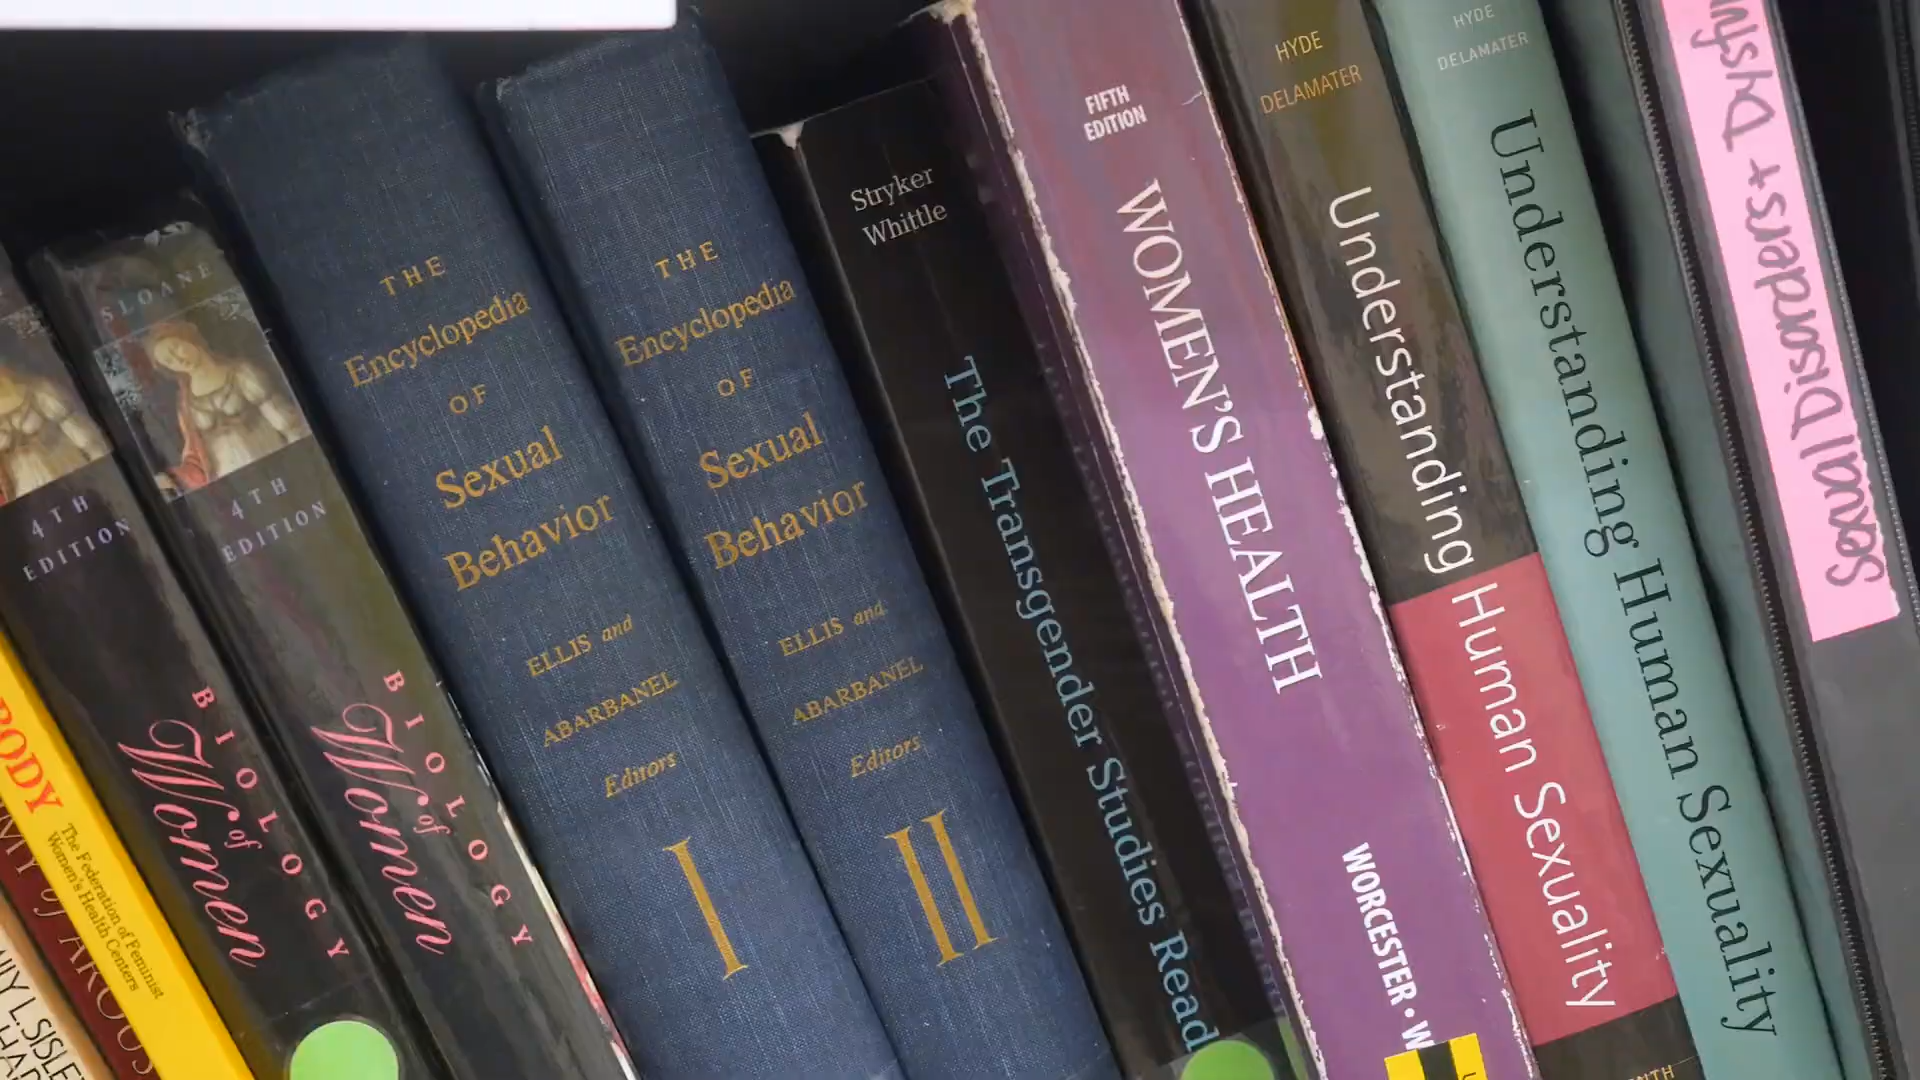 BODY
The Federation of Feminist
Women's Health Centers
4TH
EDITION
BIOLOGY
of
Women
SLOANE
4TH
EDITION
BIOLOGY
of
Women
THE
Encyclopedia
OF
Sexual
Behavior
ELLIS and
ABARBANEL
Editors
I
THE
Encyclopedia
OF
Sexual
Behavior
ELLIS and
ABARBANEL
Editors
II
Stryker
Whittle
The Transgender Studies Read
FIFTH
EDITION
WOMEN'S HEALTH
WORCESTER • W
HYDE
DELAMATER
Understanding Human Sexuality
HYDE
DELAMATER
Understanding Human Sexuality
Sexual Disorders + Dysf